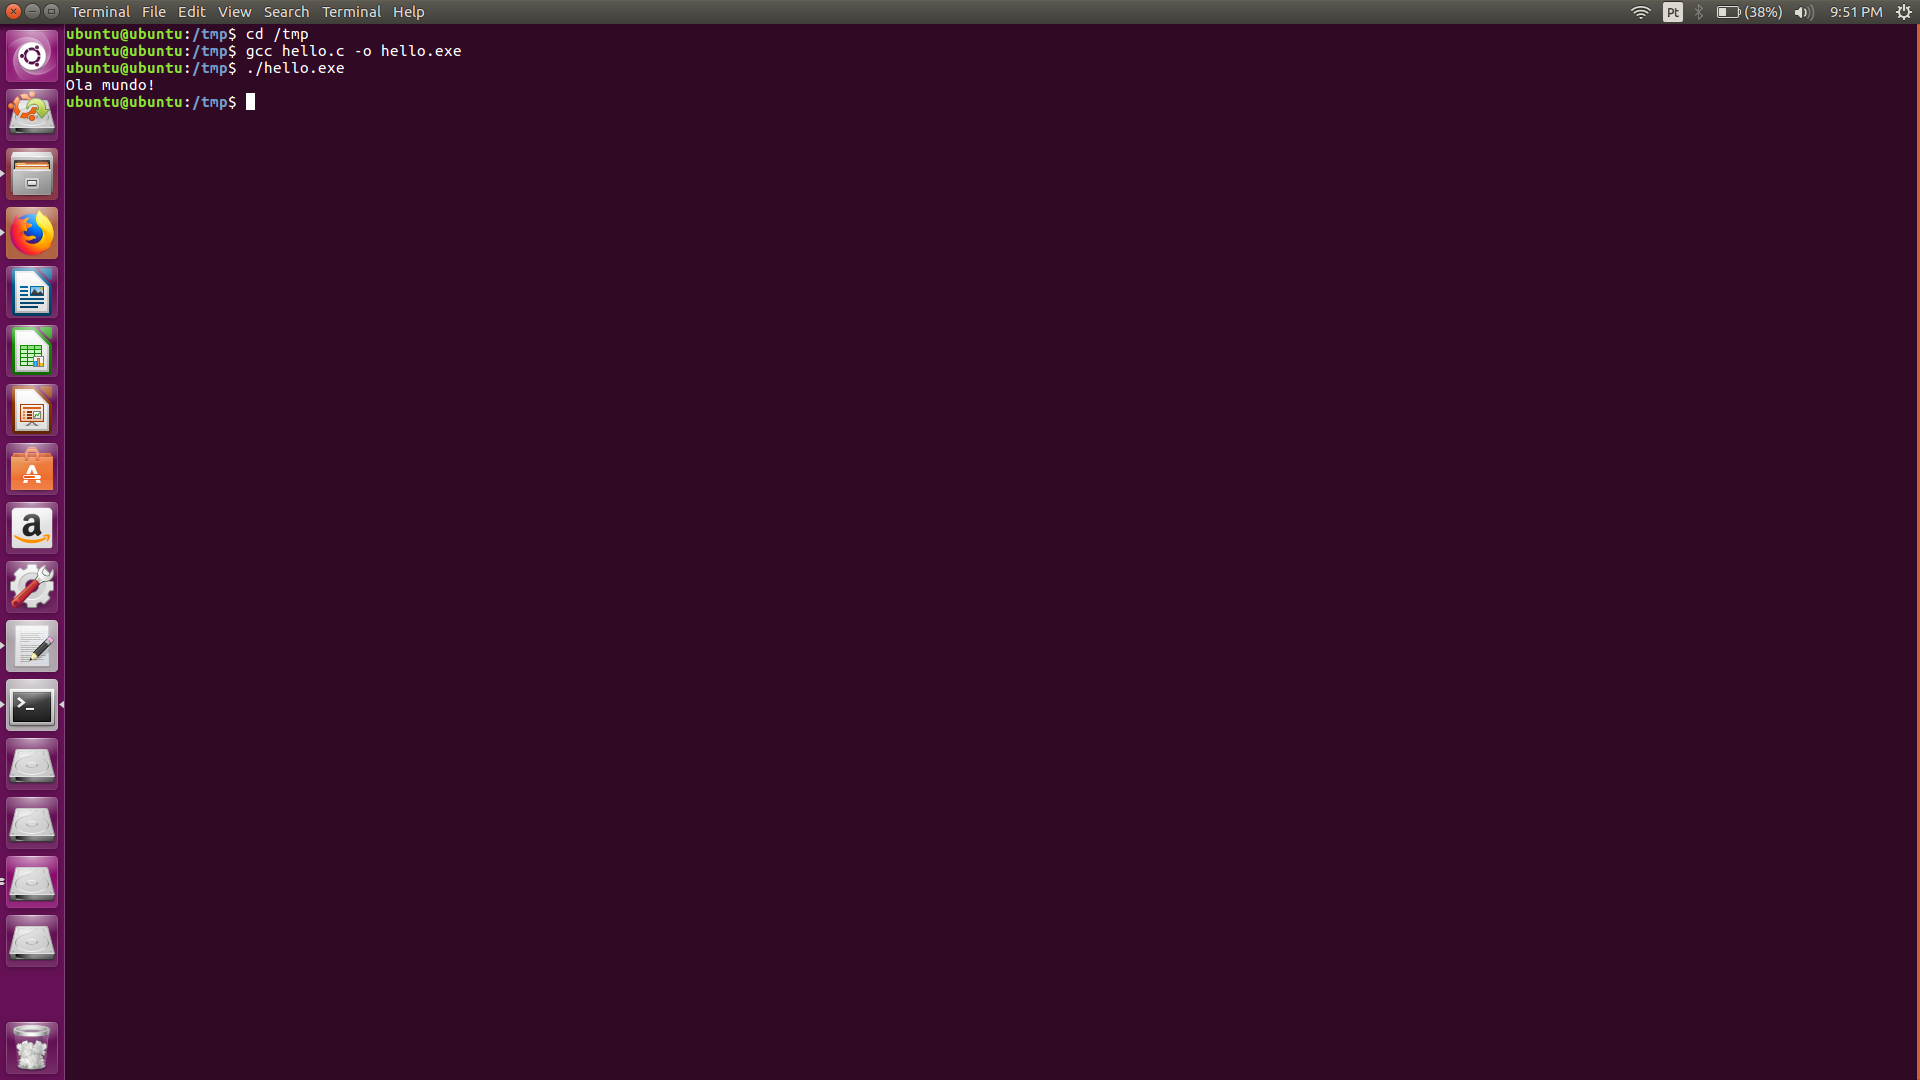 Terminal File Edit View Search Terminal Help Pt (38%) 9:51 PM
ubuntu@ubuntu:/tmp$ cd /tmp
ubuntu@ubuntu:/tmp$ gcc hello.c -o hello.exe
ubuntu@ubuntu:/tmp$ ./hello.exe
Ola mundo!
ubuntu@ubuntu:/tmp$